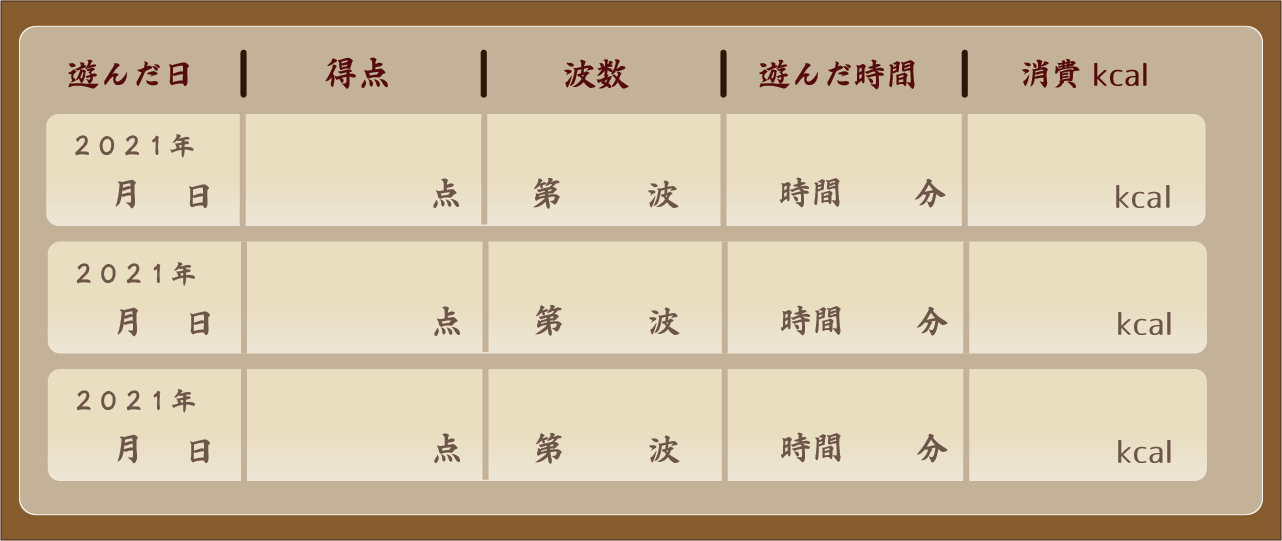 遊んだ日 得点 波数 遊んだ時間 消費 kcal
２０２１年
月 日 点 第 波 時間 分 kcal
２０２１年
月 日 点 第 波 時間 分 kcal
２０２１年
月 日 点 第 波 時間 分 kcal